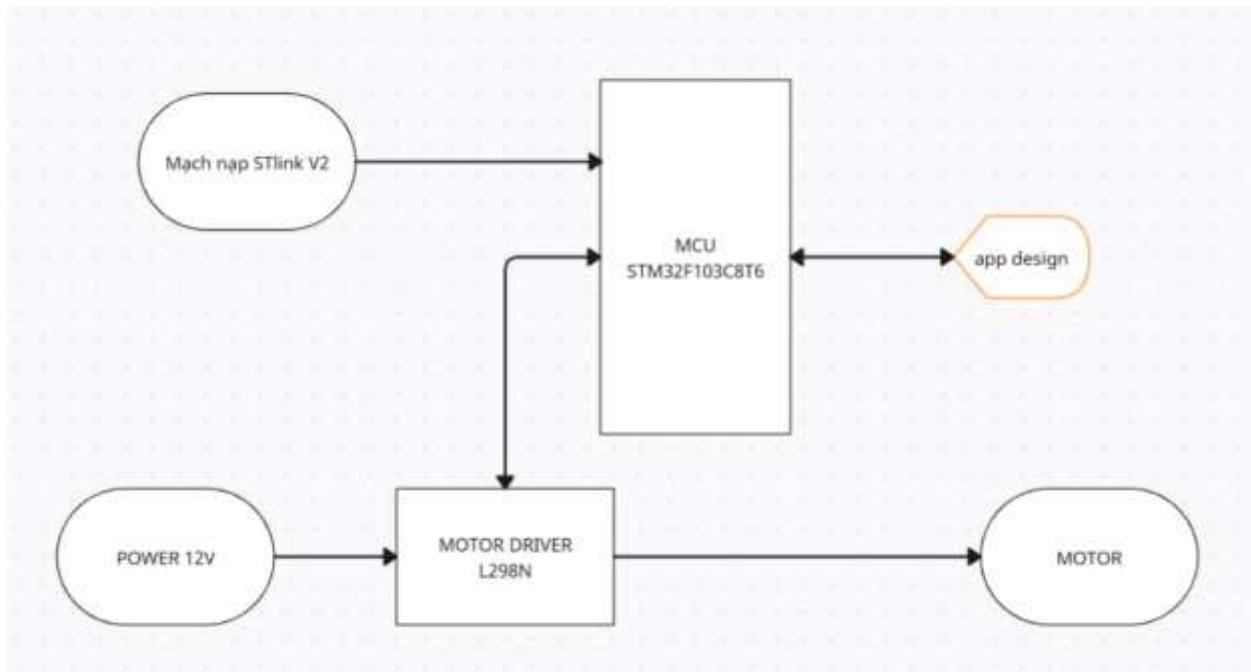 Mạch nạp STlink V2
MCU
STM32F103C8T6
app design
POWER 12V
MOTOR DRIVER
L298N
MOTOR